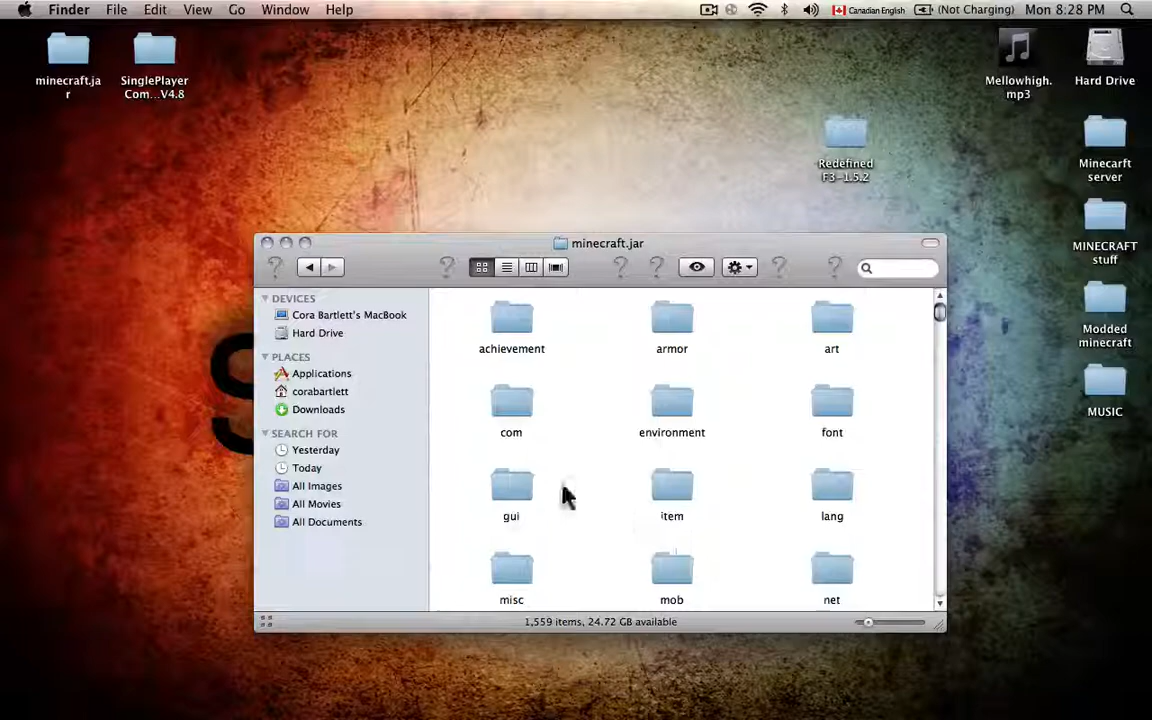 Finder File Edit View Go Window Help
Canadian English (Not Charging) Mon 8:28 PM
minecraft.ja
r
SinglePlayer
Com...V4.8
Mellowhigh.
mp3
Hard Drive
Redefined
F3-1.5.2
Minecarft
server
MINECRAFT
stuff
Modded
minecraft
MUSIC
minecraft.jar
DEVICES
Cora Bartlett's MacBook
Hard Drive
PLACES
Applications
corabartlett
Downloads
SEARCH FOR
Yesterday
Today
All Images
All Movies
All Documents
achievement armor art
com environment font
gui item lang
misc mob net
1,559 items, 24.72 GB available